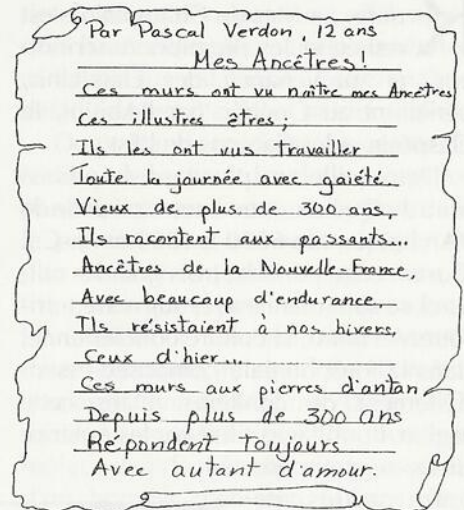 Par Pascal Verdon, 12 ans
Mes Ancêtres!
Ces murs ont vu naître mes Ancêtres
Ces illustres êtres,
Ils les ont vus travailler
Toute la journée avec gaiété.
Vieux de plus de 300 ans,
Ils racontent aux passants...
Ancêtres de la Nouvelle-France,
Avec beaucoup d'endurance.
Ils résistaient à nos hivers,
Ceux d'hier...
Ces murs aux pierres d'antan
Depuis plus de 300 ans
Répondent toujours
Avec autant d'amour.